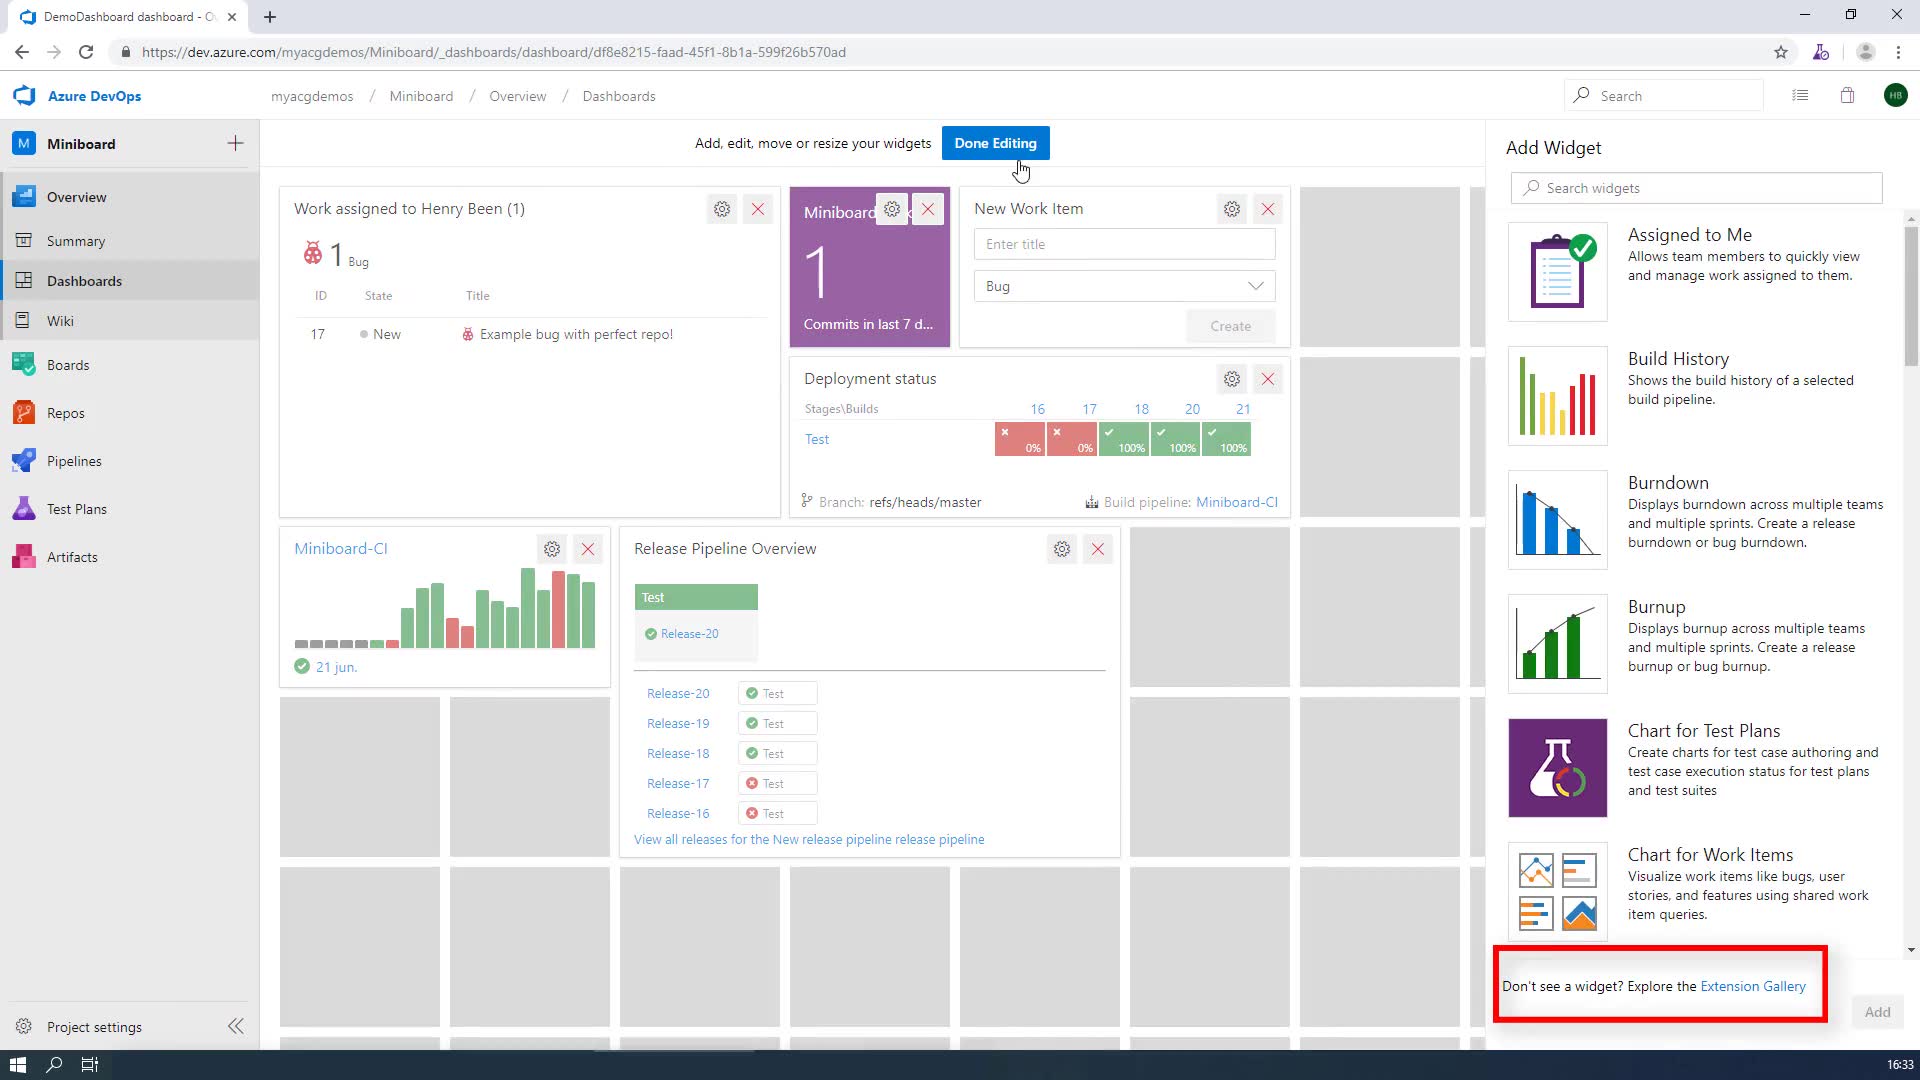 DemoDashboard dashboard - Ov
https://dev.azure.com/myacgdemos/Miniboard/_dashboards/dashboard/df8e8215-faad-45f1-8b1a-599f26b570ad
Azure DevOps
myacgdemos / Miniboard / Overview / Dashboards
Search
HB
M Miniboard
Overview
Summary
Dashboards
Wiki
Boards
Repos
Pipelines
Test Plans
Artifacts
Project settings
Add, edit, move or resize your widgets
Done Editing
Work assigned to Henry Been (1)
1 Bug
ID State Title
17 New Example bug with perfect repo!
Miniboard
1
Commits in last 7 d...
New Work Item
Enter title
Bug
Create
Deployment status
Stages\Builds 16 17 18 20 21
Test 0% 0% 100% 100% 100%
Branch: refs/heads/master
Build pipeline: Miniboard-CI
Miniboard-CI
21 jun.
Release Pipeline Overview
Test
Release-20
Release-20 Test
Release-19 Test
Release-18 Test
Release-17 Test
Release-16 Test
View all releases for the New release pipeline release pipeline
Add Widget
Search widgets
Assigned to Me
Allows team members to quickly view
and manage work assigned to them.
Build History
Shows the build history of a selected
build pipeline.
Burndown
Displays burndown across multiple teams
and multiple sprints. Create a release
burndown or bug burndown.
Burnup
Displays burnup across multiple teams
and multiple sprints. Create a release
burnup or bug burnup.
Chart for Test Plans
Create charts for test case authoring and
test case execution status for test plans
and test suites
Chart for Work Items
Visualize work items like bugs, user
stories, and features using shared work
item queries.
Don't see a widget? Explore the Extension Gallery
Add
16:33